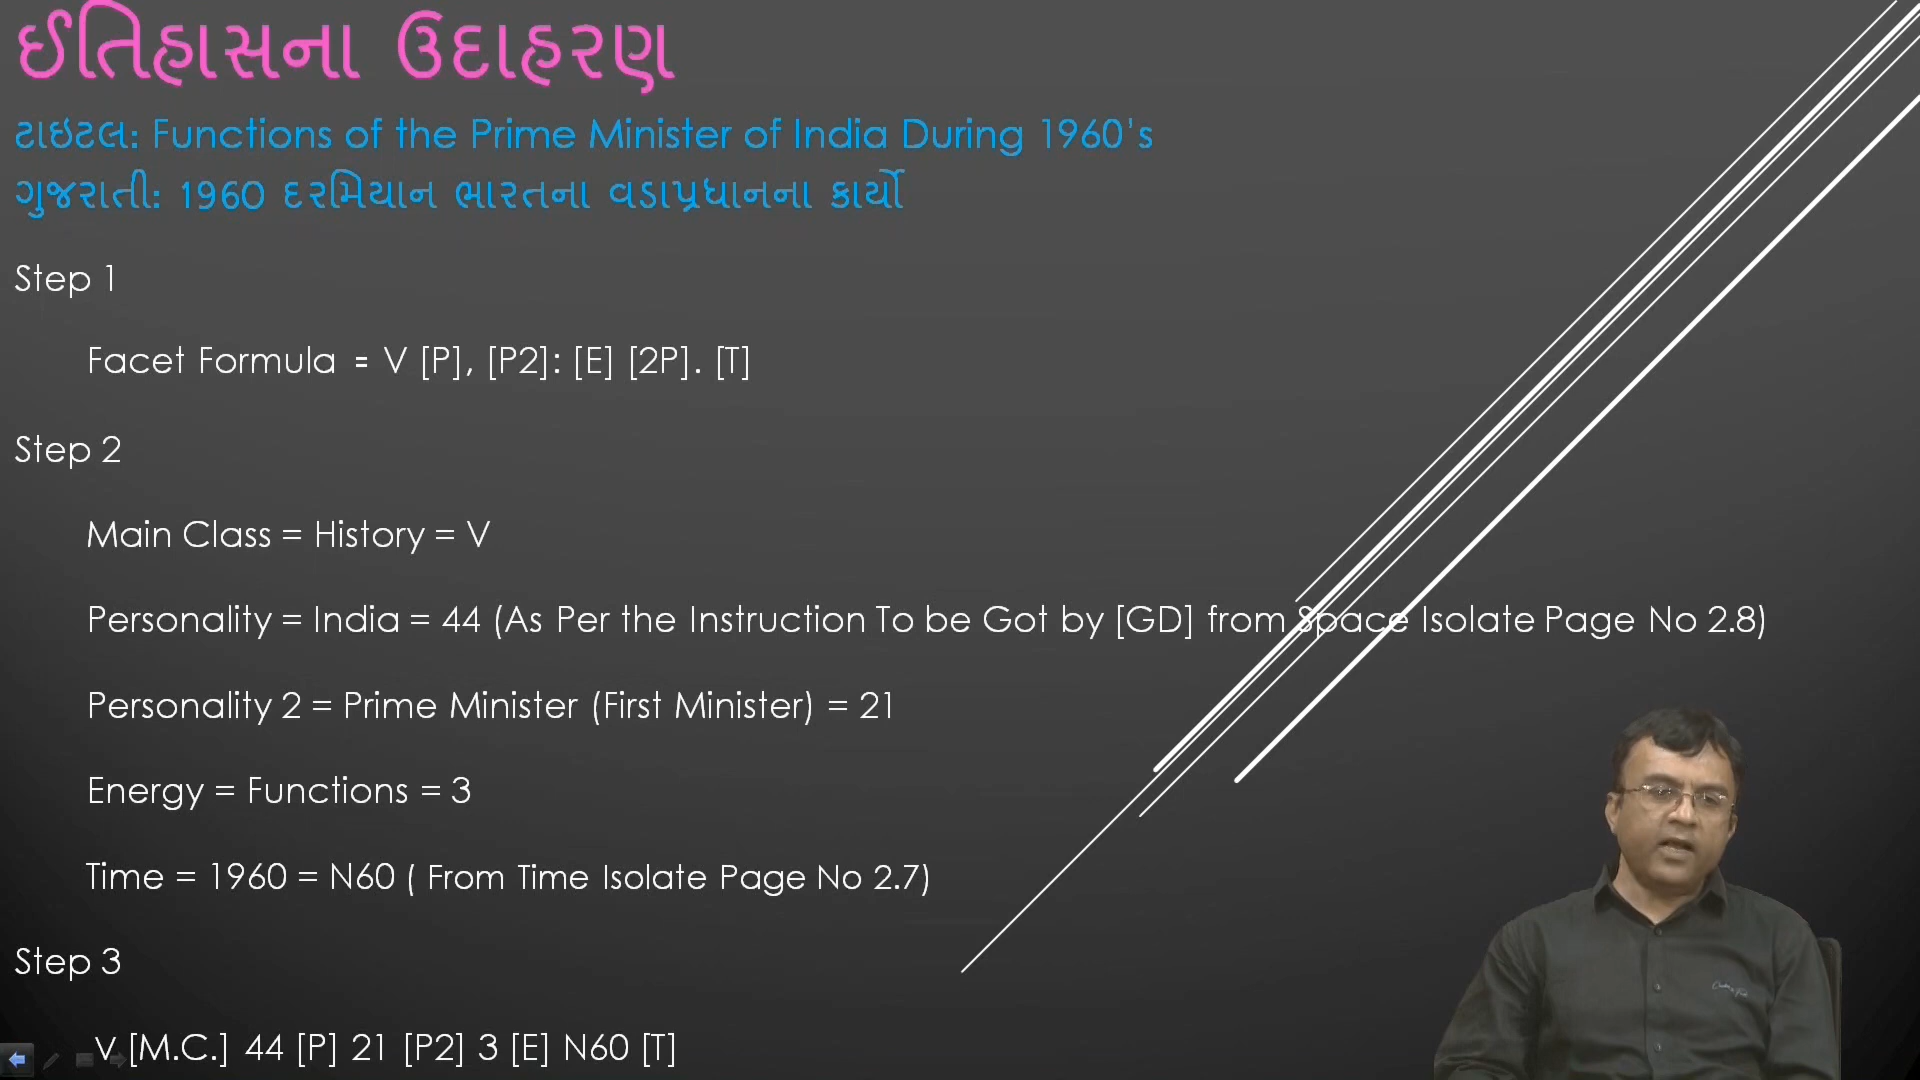 ઈતિહાસના ઉદાહરણ
ટાઇટલ: Functions of the Prime Minister of India During 1960's
ગુજરાતી: 1960 દરમિયાન ભારતના વડાપ્રધાનના કાર્યો
Step 1
Facet Formula = V [P], [P2]: [E] [2P]. [T]
Step 2
Main Class = History = V
Personality = India = 44 (As Per the Instruction To be Got by [GD] from Space Isolate Page No 2.8)
Personality 2 = Prime Minister (First Minister) = 21
Energy = Functions = 3
Time = 1960 = N60 ( From Time Isolate Page No 2.7)
Step 3
V [M.C.] 44 [P] 21 [P2] 3 [E] N60 [T]